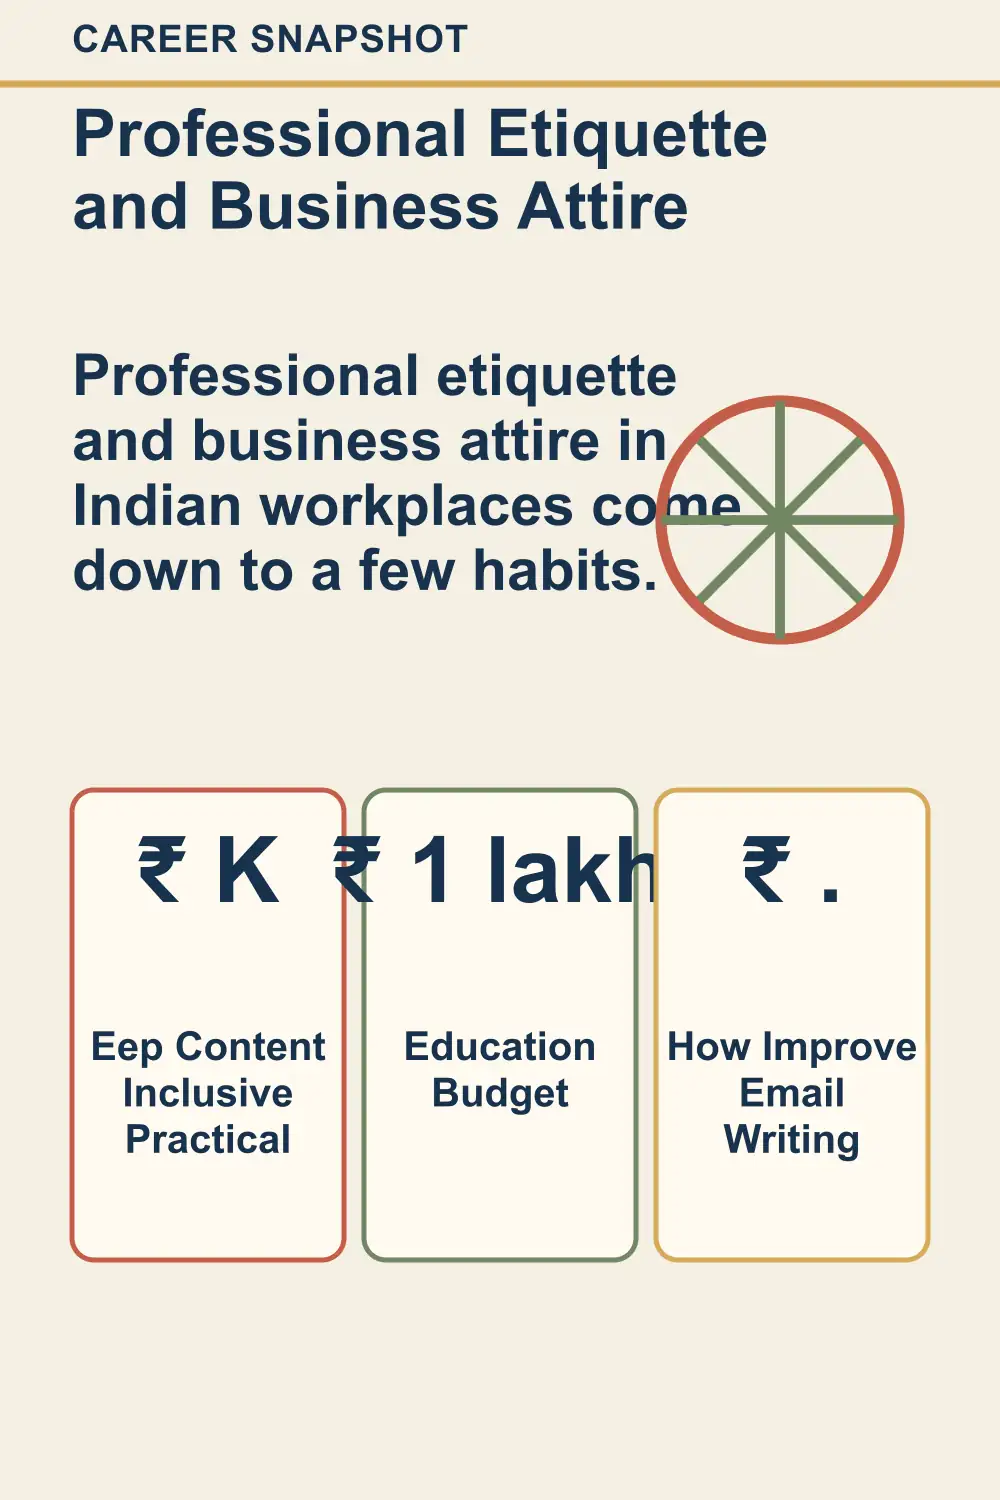 CAREER SNAPSHOT
Professional Etiquette
and Business Attire
Professional etiquette
and business attire in
Indian workplaces come
down to a few habits.
₹ K
₹ 1 lakh
₹ .
Eep Content
Inclusive
Practical
Education
Budget
How Improve
Email
Writing